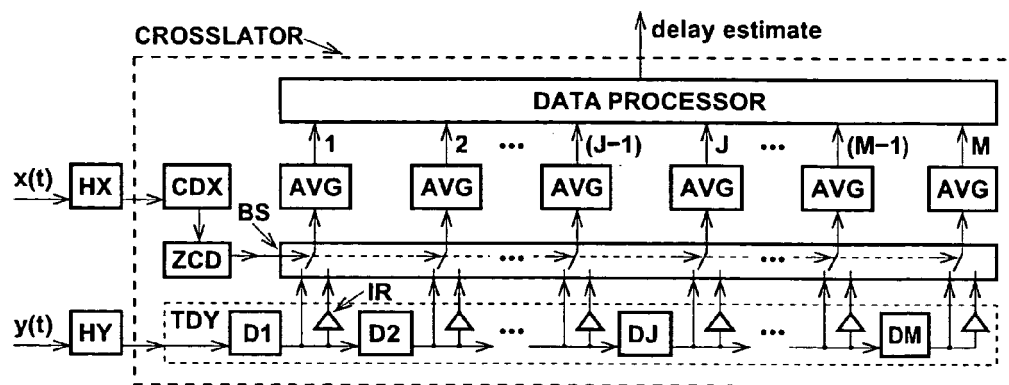 delay estimate
CROSSLATOR
DATA PROCESSOR
1 2 ... (J–1) J ... (M–1) M
x(t) HX CDX AVG AVG AVG AVG AVG AVG
BS
ZCD ... ...
IR
y(t) HY TDY D1 D2 ... DJ ... DM